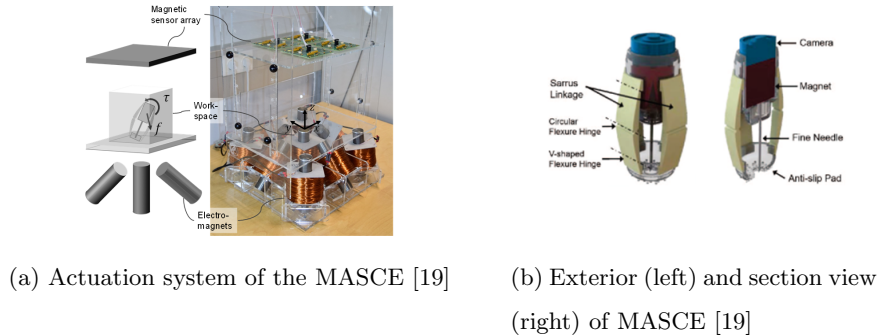 Magnetic
sensor array
τ
f
Work-
space
z
Electro-
magnets
Camera
Sarrus
Linkage
Magnet
Circular
Flexure Hinge
V-shaped
Flexure Hinge
Fine Needle
Anti-slip Pad
(a) Actuation system of the MASCE [19]
(b) Exterior (left) and section view
(right) of MASCE [19]